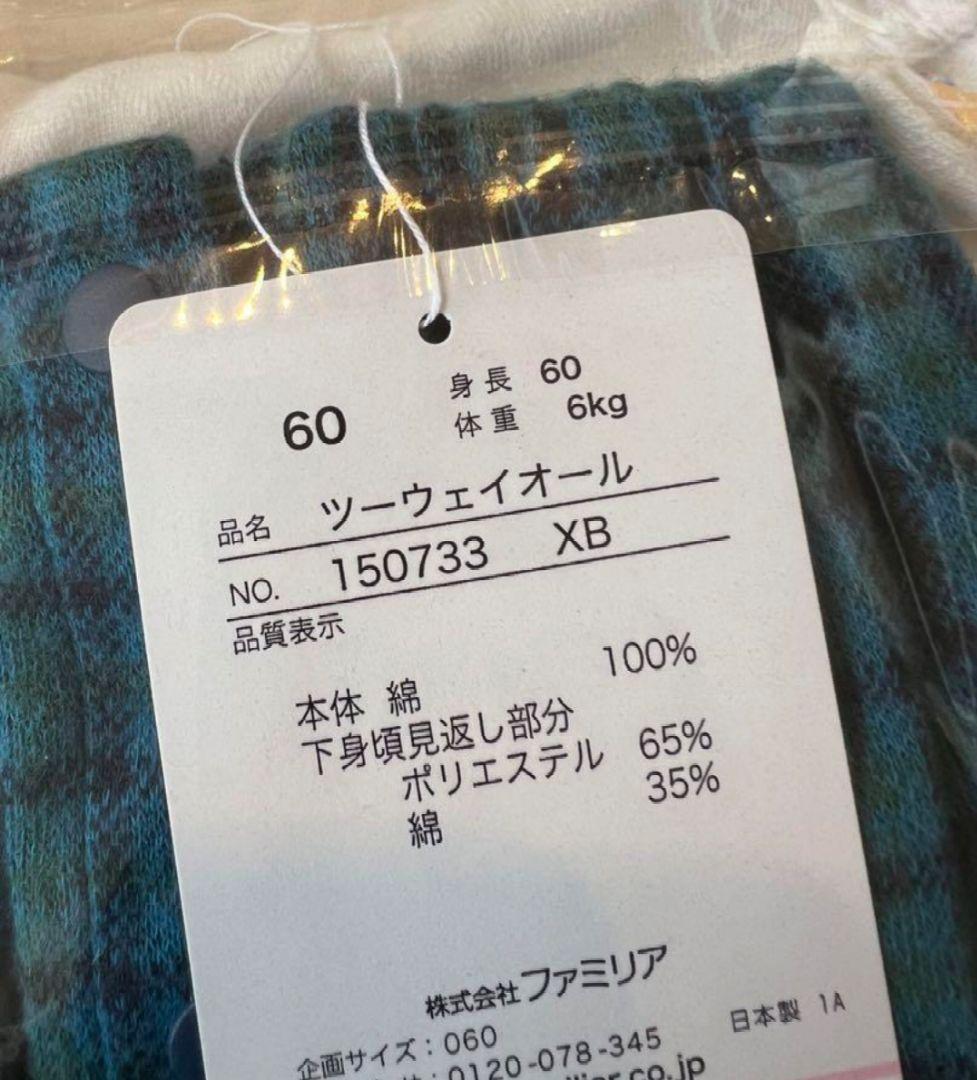 60
身長 60
体重 6kg
品名 ツーウェイオール
NO. 150733 XB
品質表示
本体 綿 100%
下身頃見返し部分
ポリエステル 65%
綿 35%
株式会社ファミリア
企画サイズ：060
日本製 1A
：0120-078-345
.co.jp